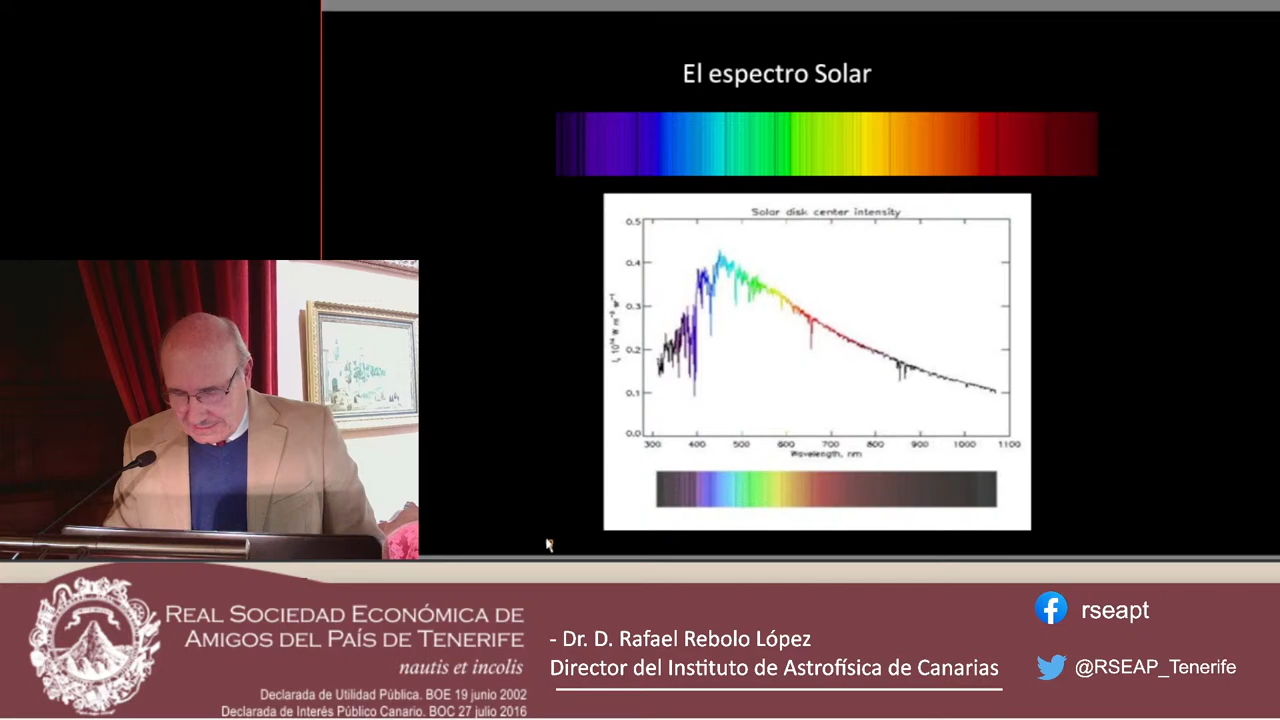 El espectro Solar
Solar disk center intensity
0.5
0.4
0.3
0.2
0.1
0.0
300 400 500 600 700 800 900 1000 1100
Wavelength, nm
REAL SOCIEDAD ECONÓMICA DE
AMIGOS DEL PAÍS DE TENERIFE
nautis et incolis
Declarada de Utilidad Pública. BOE 19 junio 2002
Declarada de Interés Público Canario. BOC 27 julio 2016
- Dr. D. Rafael Rebolo López
Director del Instituto de Astrofísica de Canarias
rseapt
@RSEAP_Tenerife